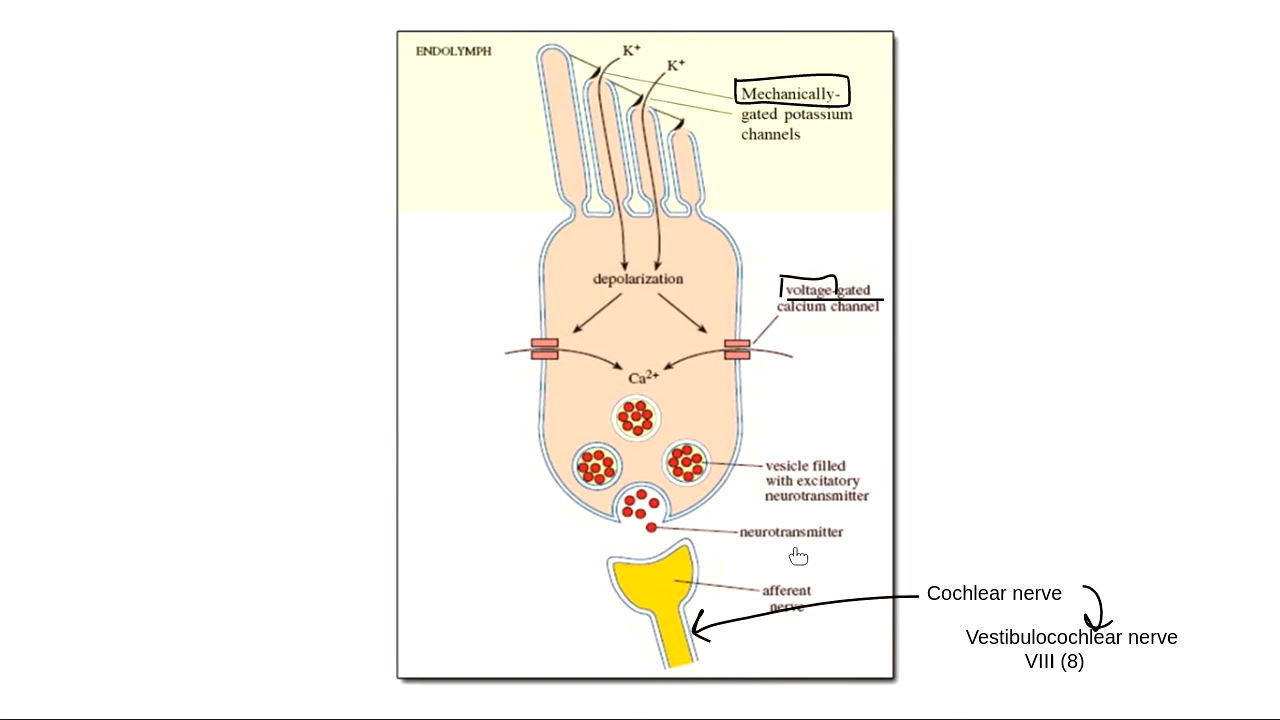 ENDOLYMPH
K+
K+
Mechanically-
gated potassium
channels
depolarization
voltage-gated
calcium channel
Ca2+
vesicle filled
with excitatory
neurotransmitter
neurotransmitter
afferent
nerve
Cochlear nerve
Vestibulocochlear nerve
VIII (8)